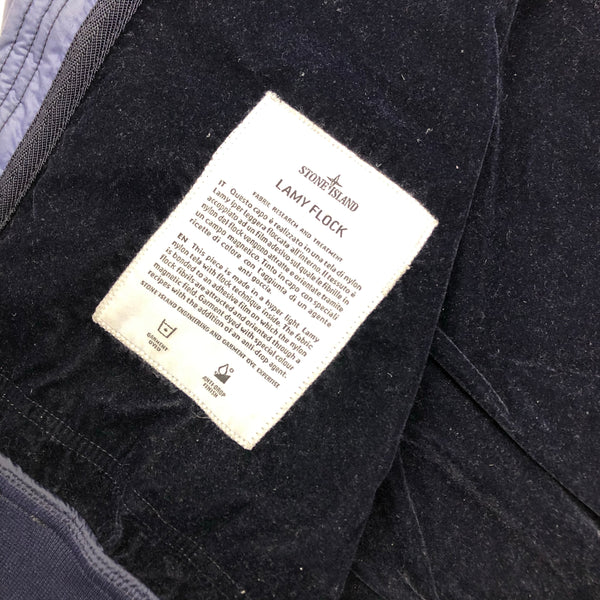 STONE ISLAND
LAMY FLOCK
FABRIC RESEARCH AND TREATMENT
IT Questo capo è realizzato in una tela di nylon
Lamy iper leggera floccata all'interno. Il tessuto è
accoppiato ad un film adesivo sul quale le fibrille in
nylon del flock vengono attratte e orientate tramite
un campo magnetico. Tinto in capo con speciali
ricette di colore con l'aggiunta di un agente
anti goccia.
EN This piece is made in a hyper light Lamy
nylon tela with flock technique inside. The fabric
is bonded to an adhesive film on which the nylon
flock fibrils are attracted and oriented through a
magnetic field. Garment dyed with special colour
recipes with the addition of an anti drop agent.
STONE ISLAND ENGINEERING AND GARMENT DYE EXPERTISE
GARMENT
DYED
ANTI-DROP
FINISH